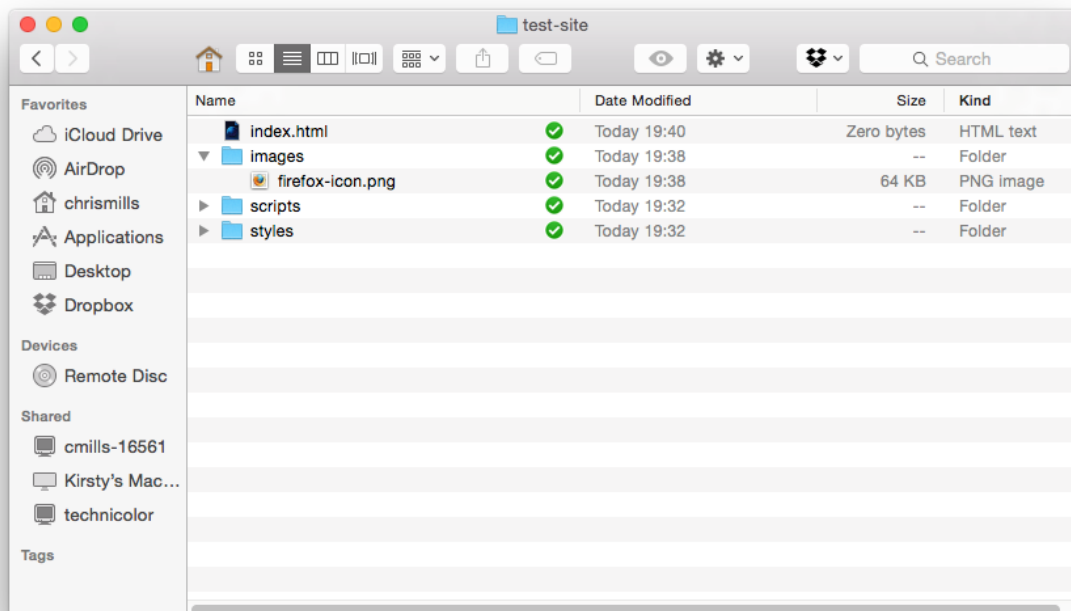 test-site
Search
Favorites
iCloud Drive
AirDrop
chrismills
Applications
Desktop
Dropbox
Devices
Remote Disc
Shared
cmills-16561
Kirsty’s Mac...
technicolor
Tags
Name Date Modified Size Kind
index.html Today 19:40 Zero bytes HTML text
images Today 19:38 -- Folder
firefox-icon.png Today 19:38 64 KB PNG image
scripts Today 19:32 -- Folder
styles Today 19:32 -- Folder